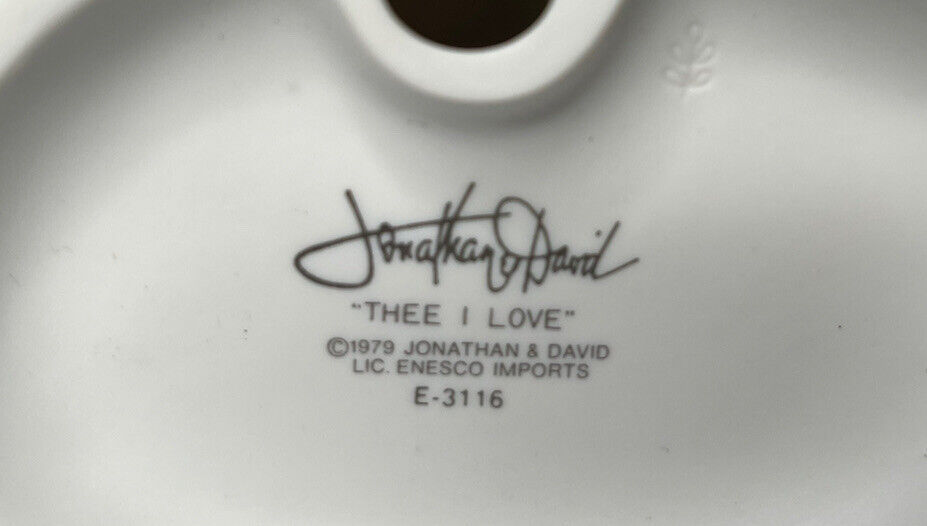 Jonathan & David
"THEE I LOVE"
©1979 JONATHAN & DAVID
LIC. ENESCO IMPORTS
E-3116